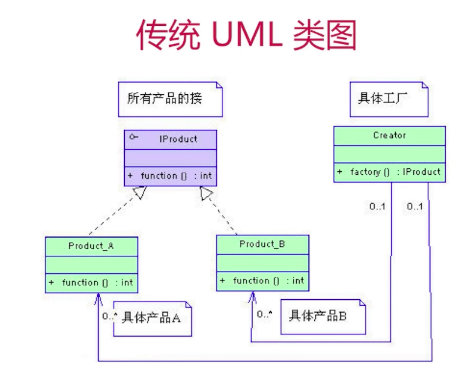 传统 UML 类图
所有产品的接
具体工厂
IProduct
+ function () : int
Creator
+ factory () : IProduct
0..1
0..1
Product_A
+ function () : int
Product_B
+ function () : int
0..*
具体产品A
0..*
具体产品B